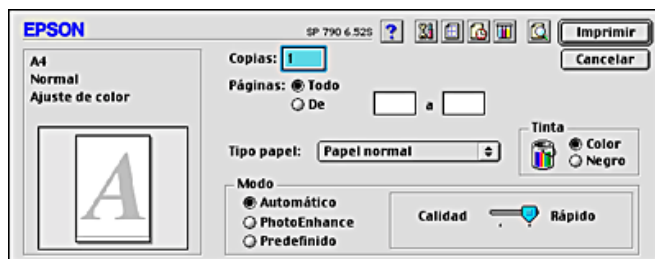 EPSON
SP 790 6.52S
?
Imprimir
Cancelar
A4
Normal
Ajuste de color
A
Copias: 1
Páginas: Todo
De a
Tipo papel: Papel normal
Tinta
Color
Negro
Modo
Automático
PhotoEnhance
Predefinido
Calidad Rápido